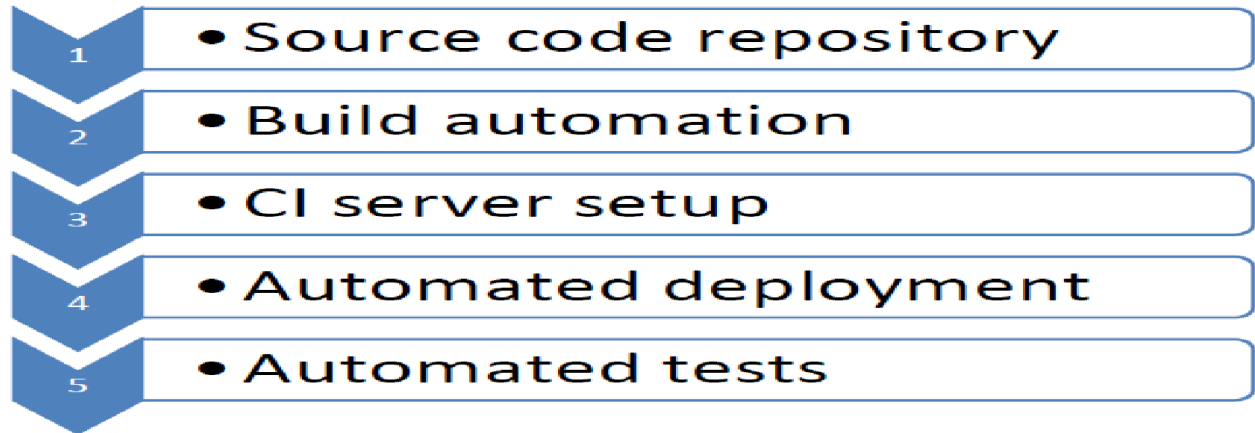 1 • Source code repository
2 • Build automation
3 • CI server setup
4 • Automated deployment
5 • Automated tests